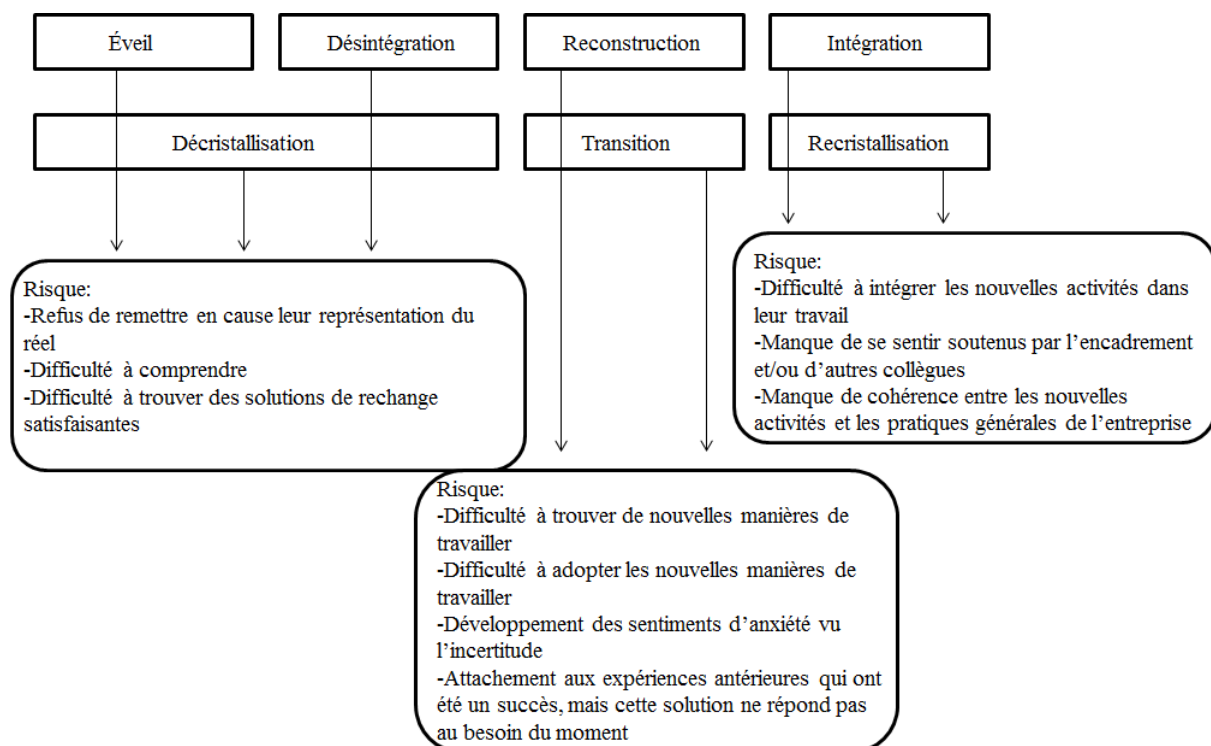 Éveil
Désintégration
Reconstruction
Intégration
Décristallisation
Transition
Recristallisation
Risque:
-Refus de remettre en cause leur représentation du
réel
-Difficulté à comprendre
-Difficulté à trouver des solutions de rechange
satisfaisantes
Risque:
-Difficulté à intégrer les nouvelles activités dans
leur travail
-Manque de se sentir soutenus par l’encadrement
et/ou d’autres collègues
-Manque de cohérence entre les nouvelles
activités et les pratiques générales de l’entreprise
Risque:
-Difficulté à trouver de nouvelles manières de
travailler
-Difficulté à adopter les nouvelles manières de
travailler
-Développement des sentiments d’anxiété vu
l’incertitude
-Attachement aux expériences antérieures qui ont
été un succès, mais cette solution ne répond pas
au besoin du moment